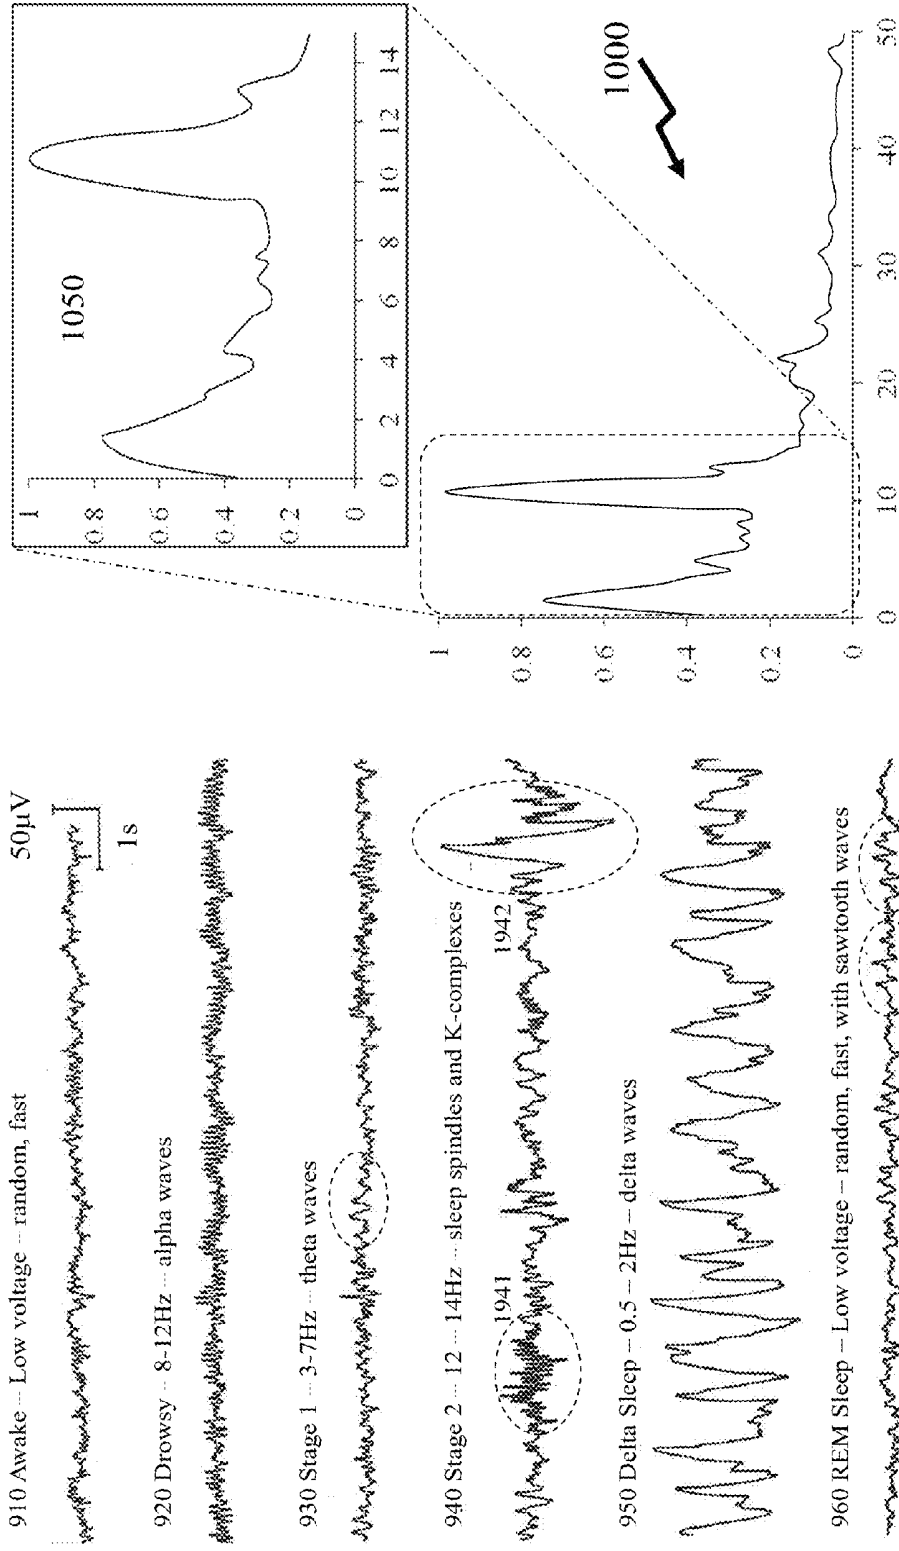 910 Awake – Low voltage – random, fast
50μV
1s
920 Drowsy – 8-12Hz – alpha waves
930 Stage 1 – 3-7Hz – theta waves
940 Stage 2 – 12 – 14Hz – sleep spindles and K-complexes
1941
1942
950 Delta Sleep – 0.5 – 2Hz – delta waves
960 REM Sleep – Low voltage – random, fast, with sawtooth waves
1
0.8
0.6
0.4
0.2
0
0 2 4 6 8 10 12 14
1050
1
0.8
0.6
0.4
0.2
0
0 10 20 30 40 50
1000